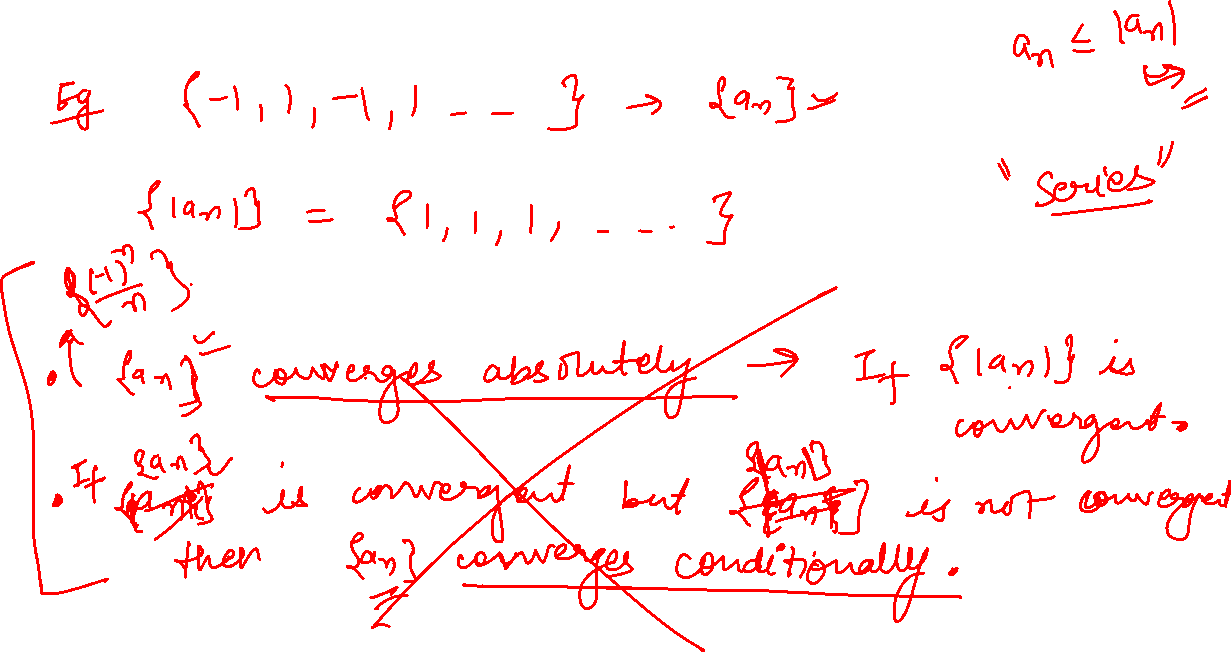 Eg {-1, 1, -1, 1 - - } → {an}
an ≤ |an|
"Series"
{|an|} = {1, 1, 1, - - - . }
{(-1)^n/n}
• {an} converges absolutely → If {|an|} is
convergent.
• If {an} is convergent but {|an|} is not convergent
then {an} converges conditionally.